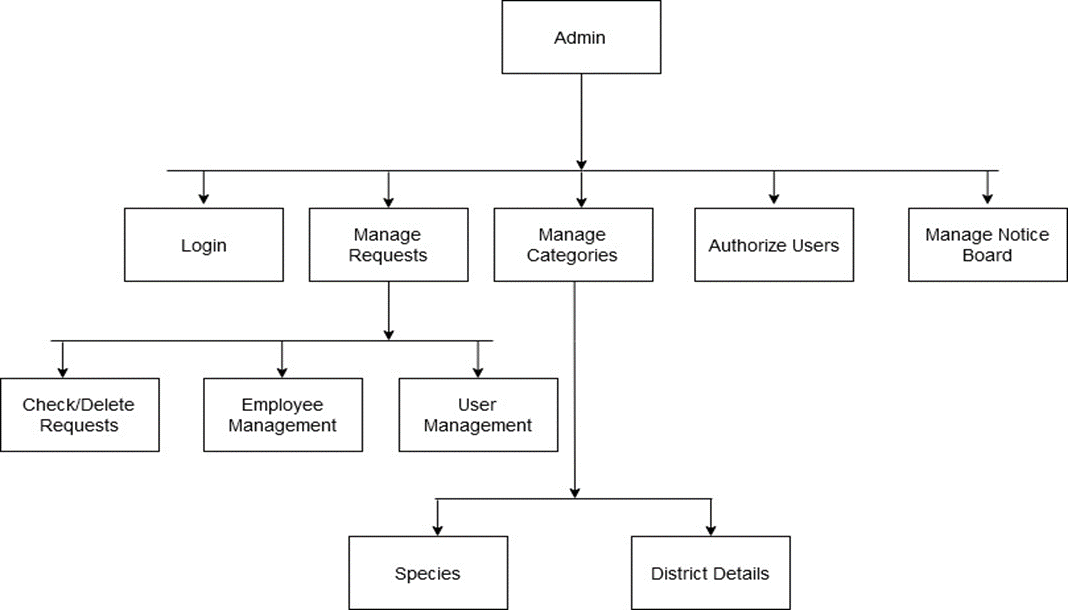 Admin
Login
Manage
Requests
Manage
Categories
Authorize Users
Manage Notice
Board
Check/Delete
Requests
Employee
Management
User
Management
Species
District Details